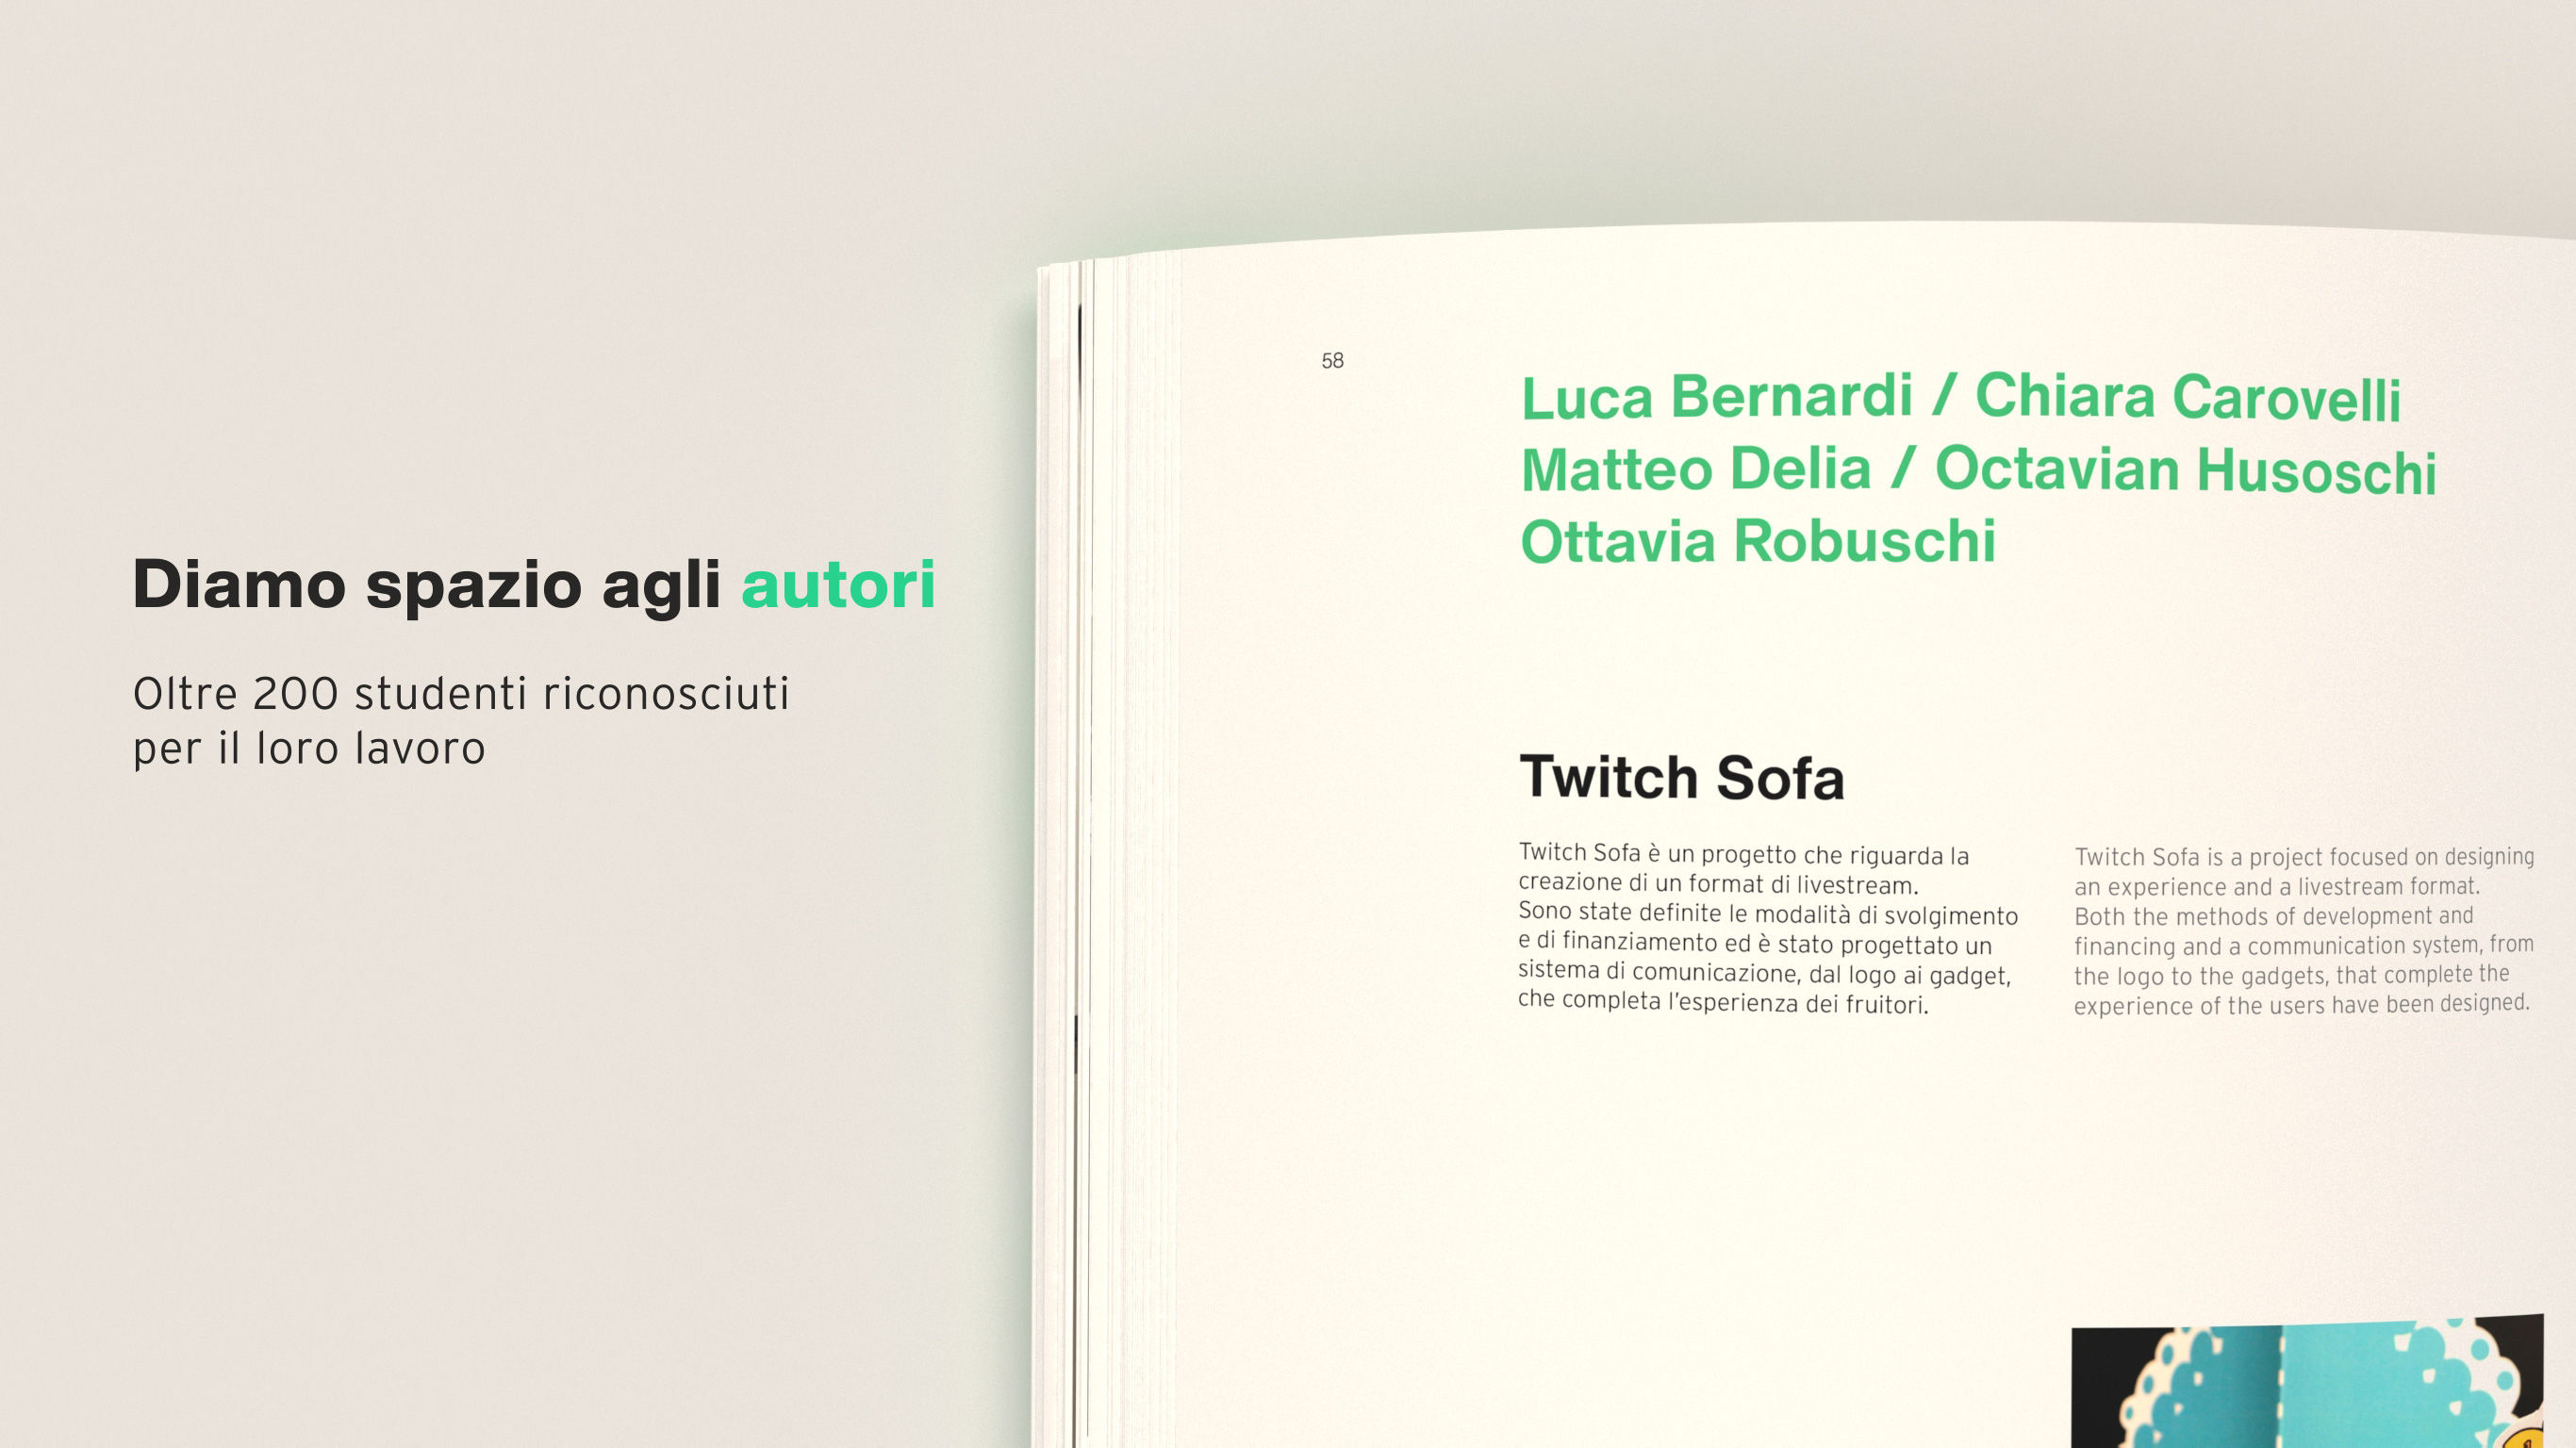 Diamo spazio agli autori
Oltre 200 studenti riconosciuti
per il loro lavoro
58
Luca Bernardi / Chiara Carovelli
Matteo Delia / Octavian Husoschi
Ottavia Robuschi
Twitch Sofa
Twitch Sofa è un progetto che riguarda la
creazione di un format di livestream.
Sono state definite le modalità di svolgimento
e di finanziamento ed è stato progettato un
sistema di comunicazione, dal logo ai gadget,
che completa l'esperienza dei fruitori.
Twitch Sofa is a project focused on designing
an experience and a livestream format.
Both the methods of development and
financing and a communication system, from
the logo to the gadgets, that complete the
experience of the users have been designed.